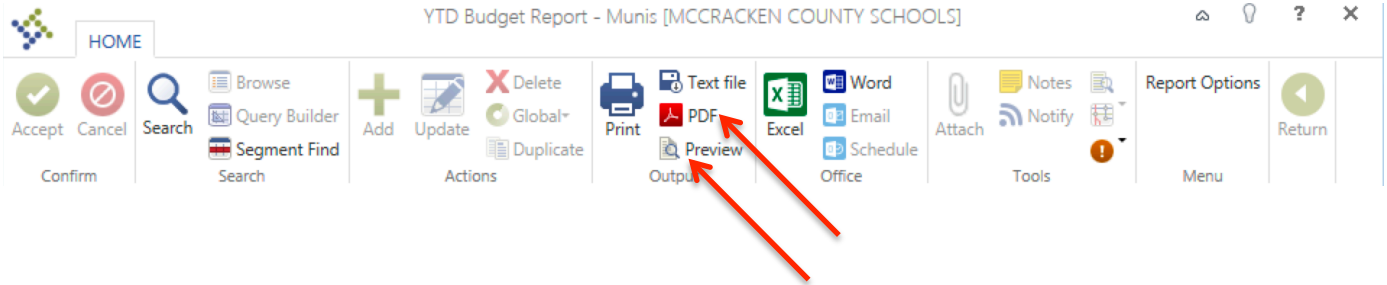 YTD Budget Report - Munis [MCCRACKEN COUNTY SCHOOLS]
?
HOME
Accept
Cancel
Search
Browse
Query Builder
Segment Find
Add
Update
Delete
Global
Duplicate
Print
Text file
PDF
Preview
Excel
Word
Email
Schedule
Attach
Notes
Notify
Report Options
Return
Confirm
Search
Actions
Output
Office
Tools
Menu